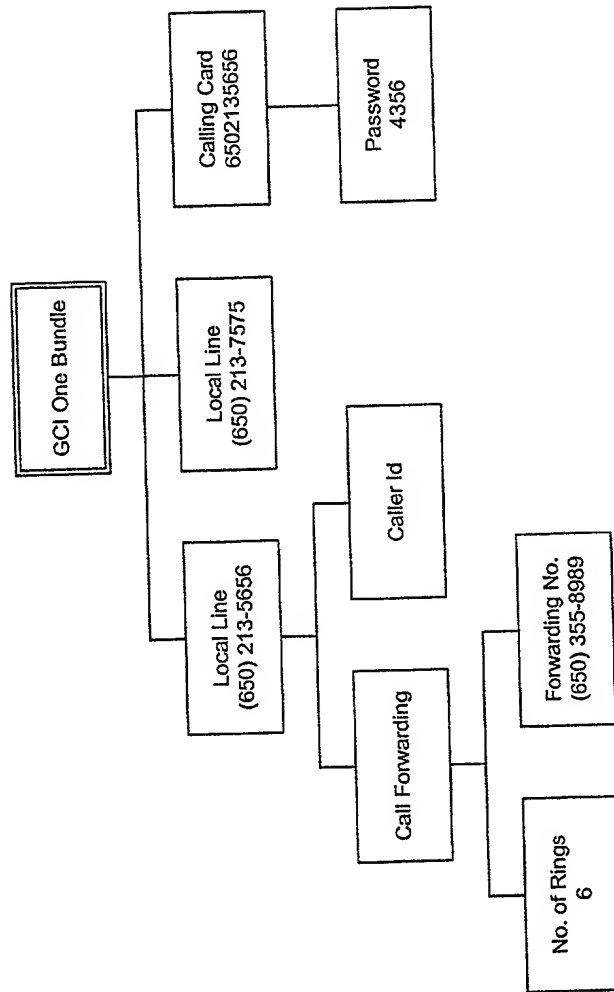 GCI One Bundle
Local Line
(650) 213-5656
Local Line
(650) 213-7575
Calling Card
6502135656
Call Forwarding
Caller Id
Password
4356
No. of Rings
6
Forwarding No.
(650) 355-8989